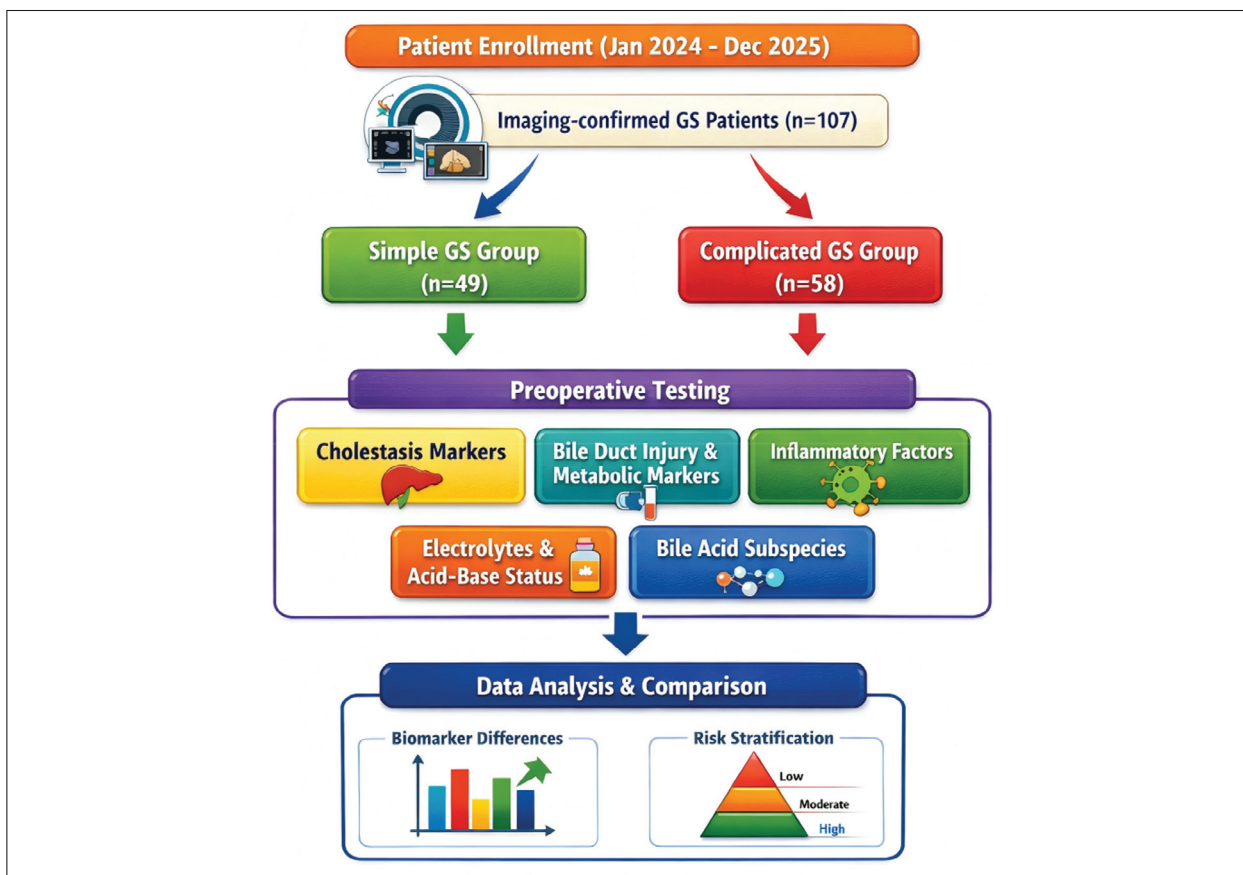 Patient Enrollment (Jan 2024 - Dec 2025)
Imaging-confirmed GS Patients (n=107)
Simple GS Group
(n=49)
Complicated GS Group
(n=58)
Preoperative Testing
Cholestasis Markers
Bile Duct Injury &
Metabolic Markers
Inflammatory Factors
Electrolytes &
Acid-Base Status
Bile Acid Subspecies
Data Analysis & Comparison
Biomarker Differences
Risk Stratification
Low
Moderate
High